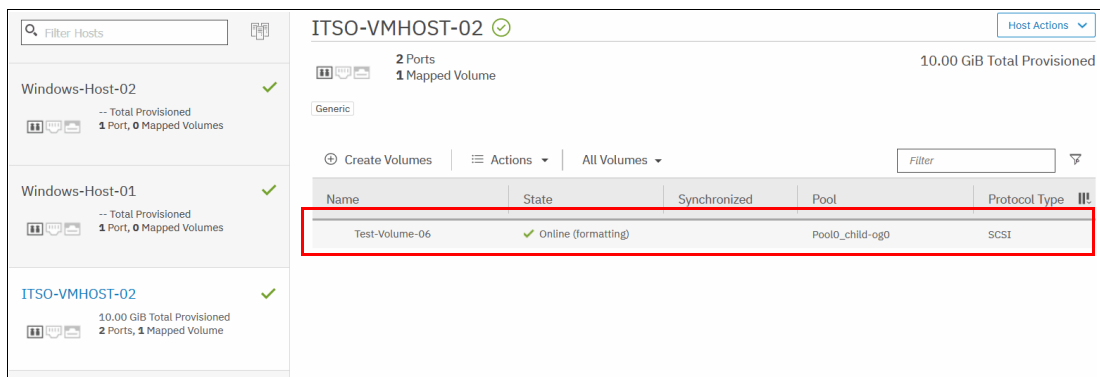 Filter Hosts
Windows-Host-02
-- Total Provisioned
1 Port, 0 Mapped Volumes
Windows-Host-01
-- Total Provisioned
1 Port, 0 Mapped Volumes
ITSO-VMHOST-02
10.00 GiB Total Provisioned
2 Ports, 1 Mapped Volume
ITSO-VMHOST-02
Host Actions
2 Ports
1 Mapped Volume
10.00 GiB Total Provisioned
Generic
Create Volumes Actions All Volumes Filter
Name State Synchronized Pool Protocol Type
Test-Volume-06 Online (formatting) Pool0_child-og0 SCSI